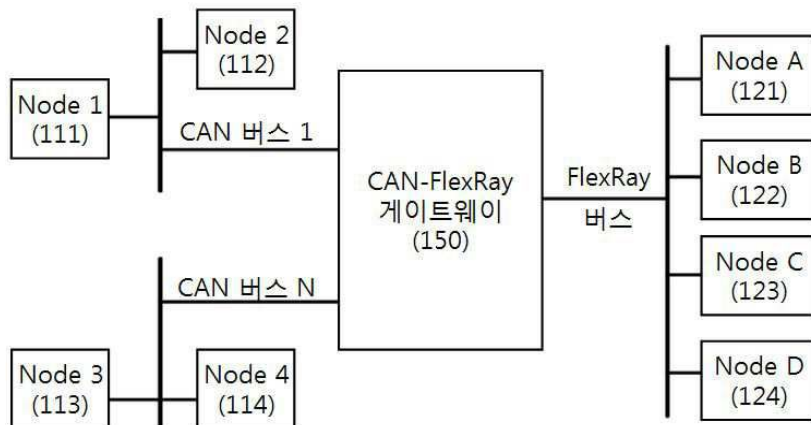 Node 1
(111)
Node 2
(112)
CAN 버스 1
CAN-FlexRay
게이트웨이
(150)
FlexRay
버스
Node A
(121)
Node B
(122)
Node C
(123)
Node D
(124)
CAN 버스 N
Node 3
(113)
Node 4
(114)